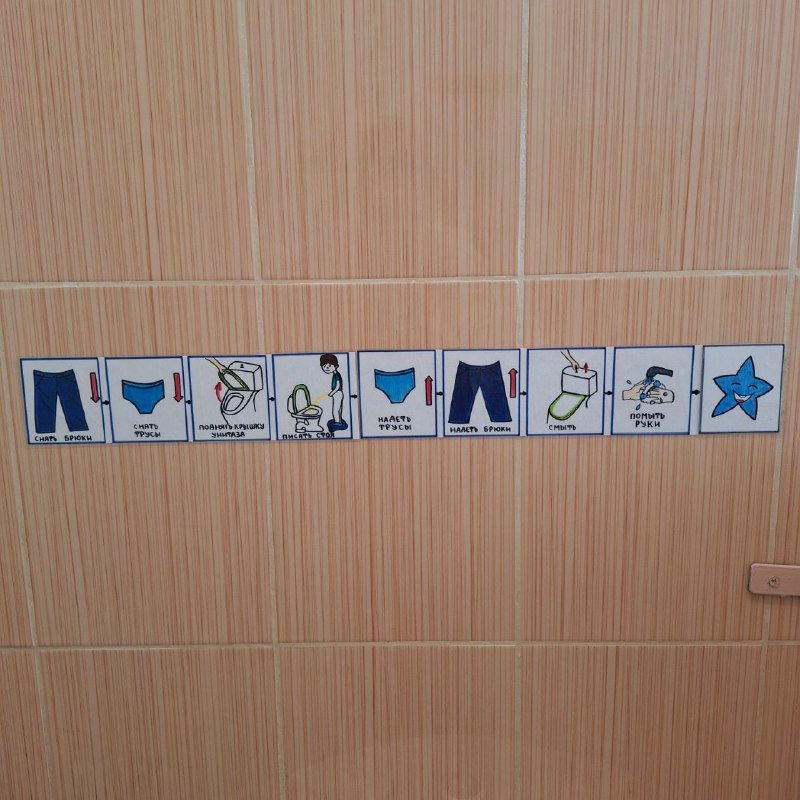 СНЯТЬ БРЮКИ
СНЯТЬ
ТРУСЫ
ПОДНЯТЬ КРЫШКУ
УНИТАЗА
ПИСАТЬ СТОЯ
НАДЕТЬ
ТРУСЫ
НАДЕТЬ БРЮКИ
СМЫТЬ
ПОМЫТЬ
РУКИ